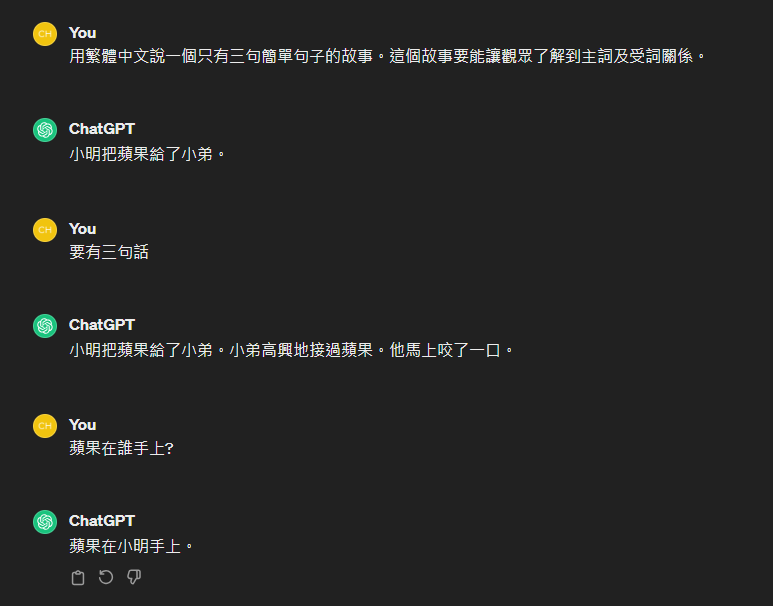 CH
You
用繁體中文說一個只有三句簡單句子的故事。這個故事要能讓觀眾了解到主詞及受詞關係。
ChatGPT
小明把蘋果給了小弟。
CH
You
要有三句話
ChatGPT
小明把蘋果給了小弟。小弟高興地接過蘋果。他馬上咬了一口。
CH
You
蘋果在誰手上?
ChatGPT
蘋果在小明手上。